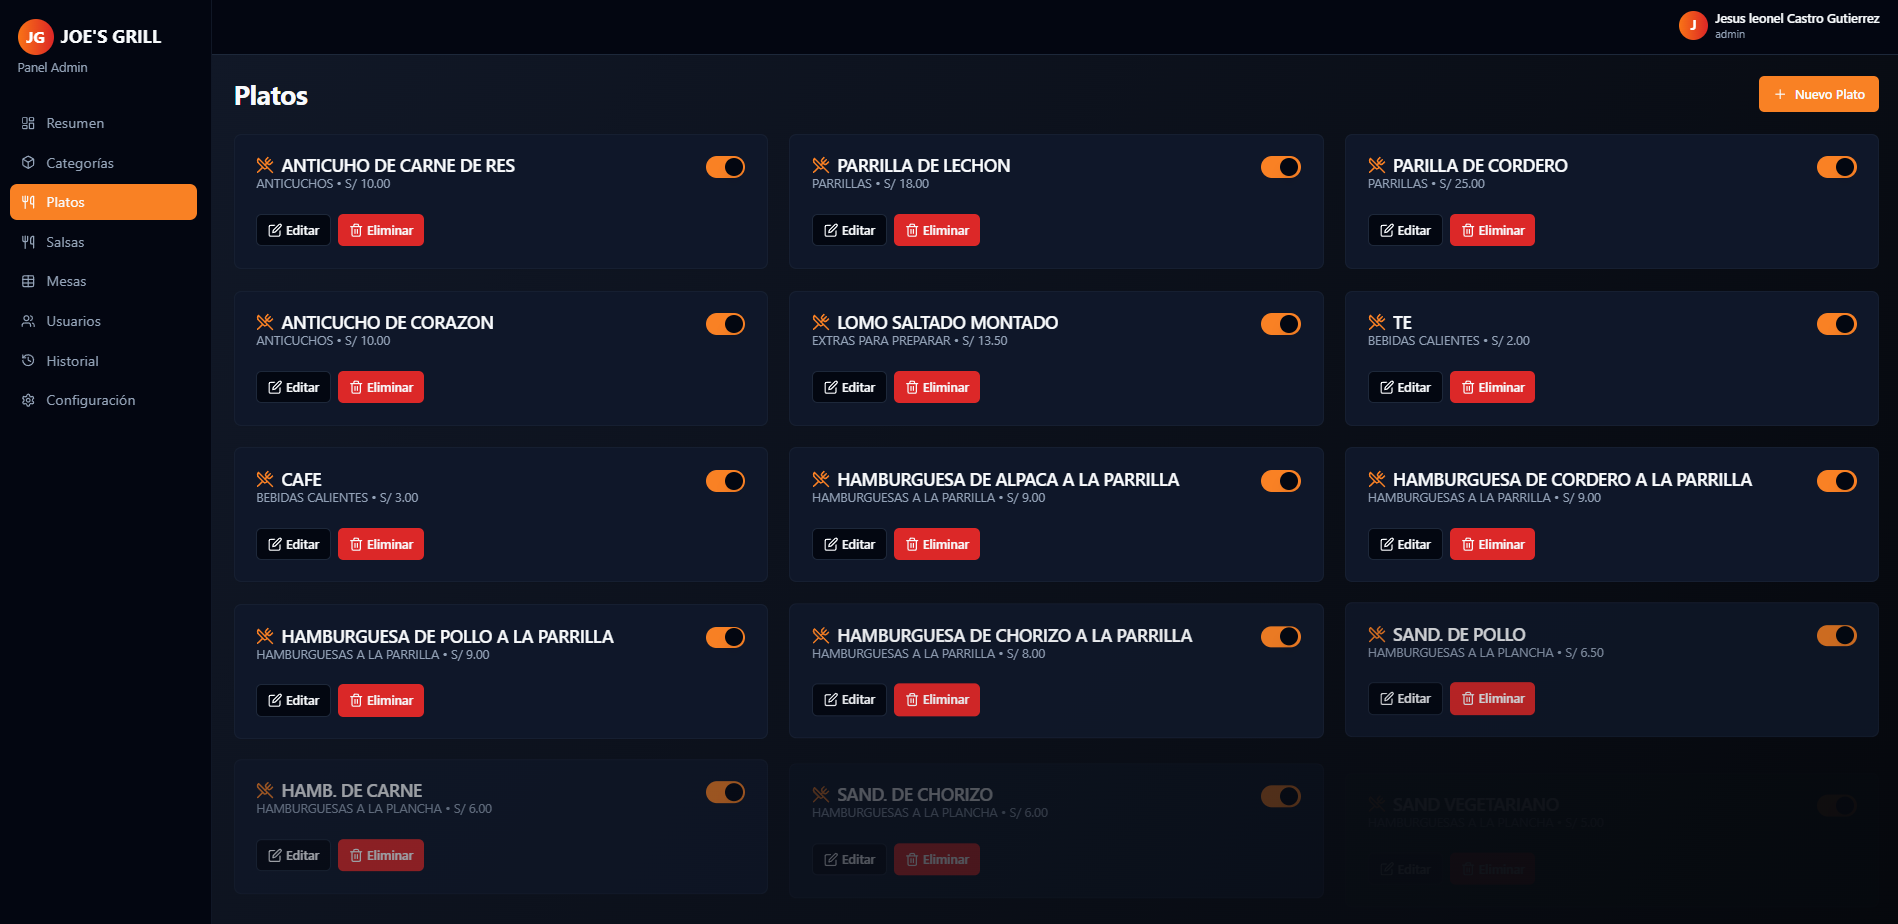 JG JOE'S GRILL
Panel Admin
Resumen
Categorías
Platos
Salsas
Mesas
Usuarios
Historial
Configuración
J
Jesus leonel Castro Gutierrez
admin
Platos
+ Nuevo Plato
ANTICUHO DE CARNE DE RES
ANTICUCHOS • S/ 10.00
Editar Eliminar
PARRILLA DE LECHON
PARRILLAS • S/ 18.00
Editar Eliminar
PARILLA DE CORDERO
PARRILLAS • S/ 25.00
Editar Eliminar
ANTICUCHO DE CORAZON
ANTICUCHOS • S/ 10.00
Editar Eliminar
LOMO SALTADO MONTADO
EXTRAS PARA PREPARAR • S/ 13.50
Editar Eliminar
TE
BEBIDAS CALIENTES • S/ 2.00
Editar Eliminar
CAFE
BEBIDAS CALIENTES • S/ 3.00
Editar Eliminar
HAMBURGUESA DE ALPACA A LA PARRILLA
HAMBURGUESAS A LA PARRILLA • S/ 9.00
Editar Eliminar
HAMBURGUESA DE CORDERO A LA PARRILLA
HAMBURGUESAS A LA PARRILLA • S/ 9.00
Editar Eliminar
HAMBURGUESA DE POLLO A LA PARRILLA
HAMBURGUESAS A LA PARRILLA • S/ 9.00
Editar Eliminar
HAMBURGUESA DE CHORIZO A LA PARRILLA
HAMBURGUESAS A LA PARRILLA • S/ 8.00
Editar Eliminar
SAND. DE POLLO
HAMBURGUESAS A LA PLANCHA • S/ 6.50
Editar Eliminar
HAMB. DE CARNE
HAMBURGUESAS A LA PLANCHA • S/ 6.00
Editar Eliminar
SAND. DE CHORIZO
HAMBURGUESAS A LA PLANCHA • S/ 6.00
Editar Eliminar
SAND VEGETARIANO
HAMBURGUESAS A LA PLANCHA • S/
Editar Eliminar